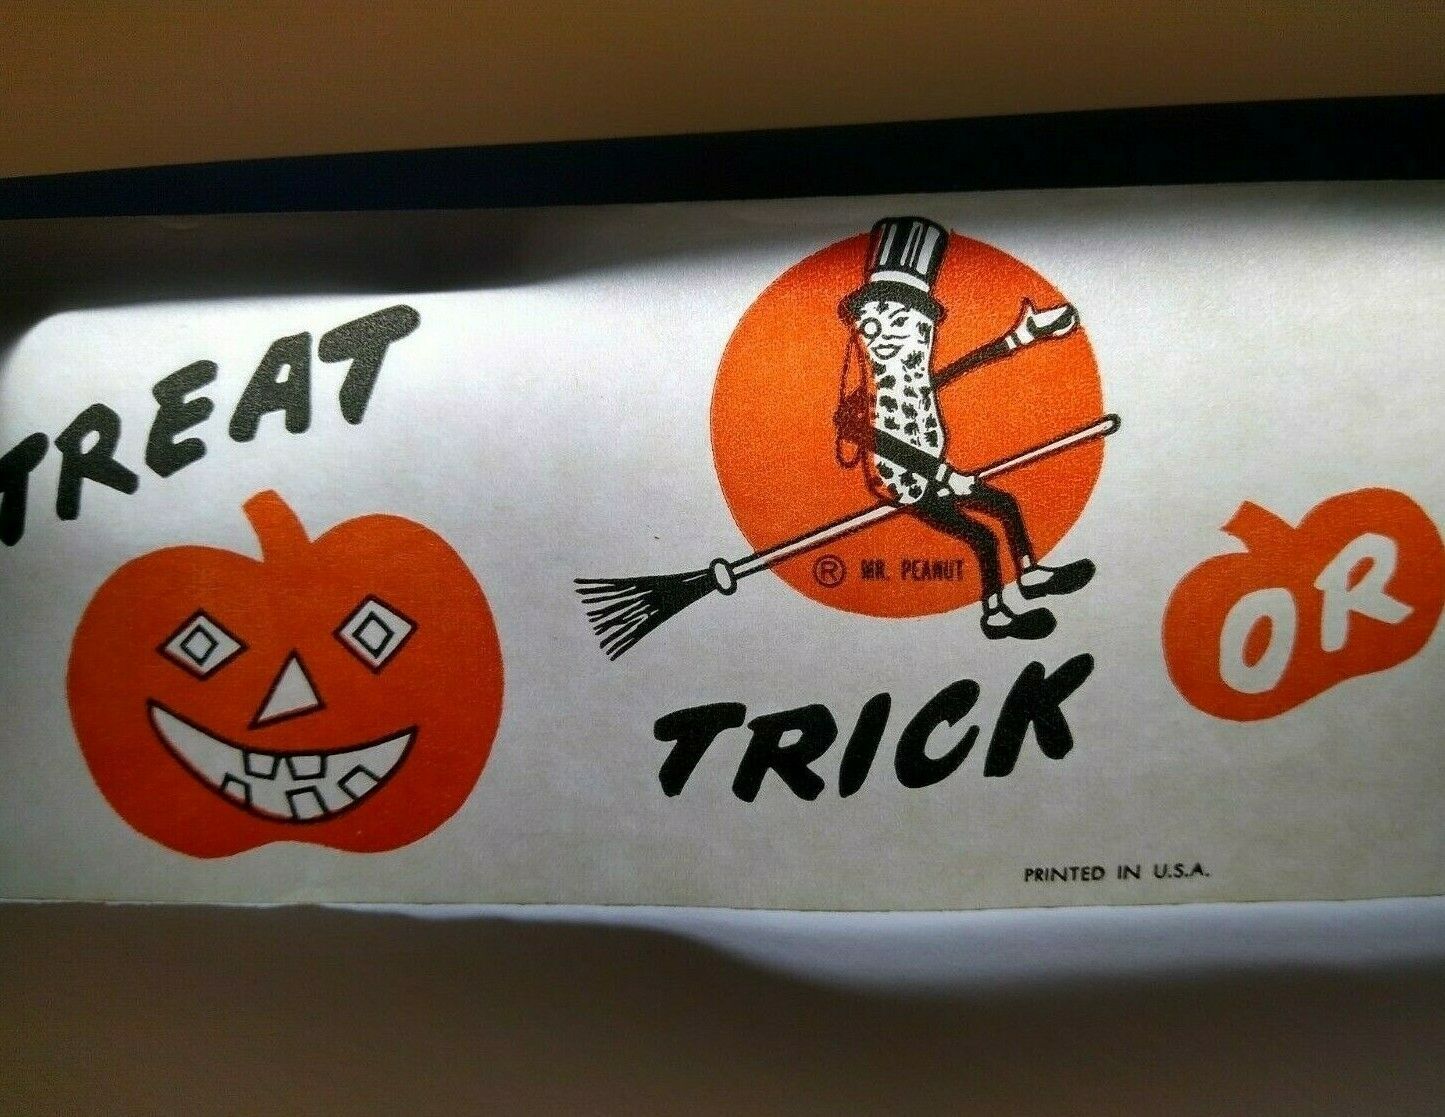 TREAT
® MR. PEANUT
TRICK
OR
PRINTED IN U.S.A.